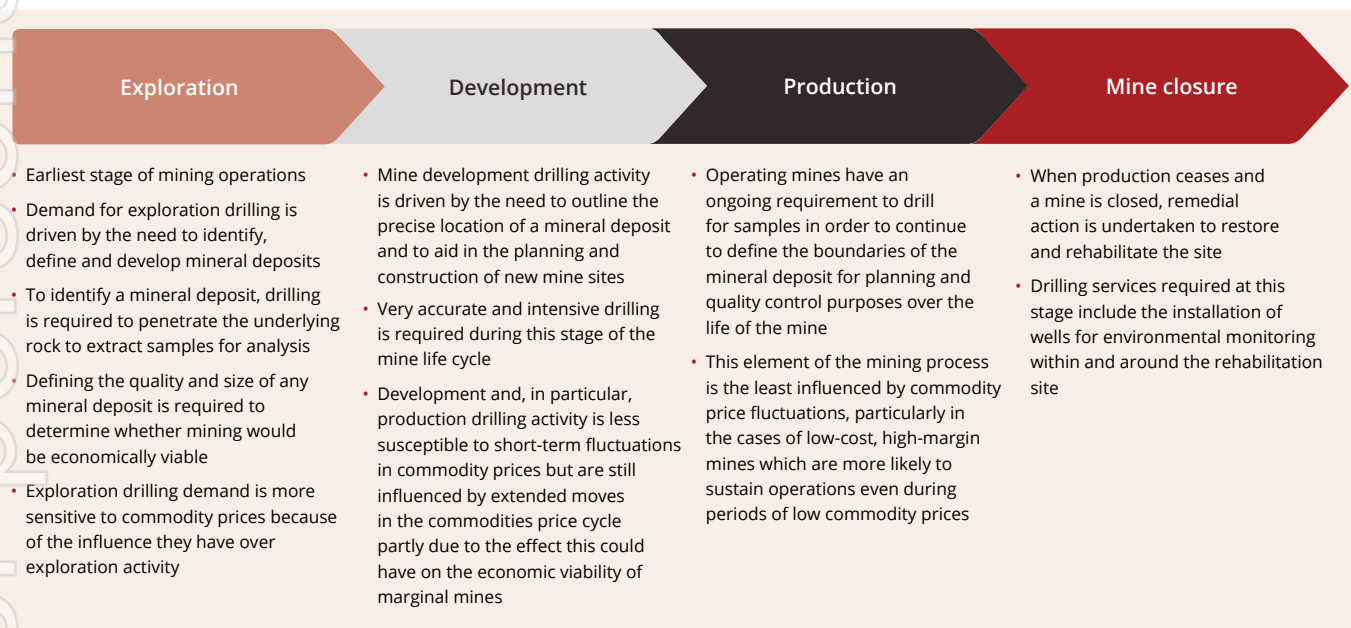 Exploration
Development
Production
Mine closure
• Earliest stage of mining operations
• Demand for exploration drilling is
driven by the need to identify,
define and develop mineral deposits
• To identify a mineral deposit, drilling
is required to penetrate the underlying
rock to extract samples for analysis
• Defining the quality and size of any
mineral deposit is required to
determine whether mining would
be economically viable
• Exploration drilling demand is more
sensitive to commodity prices because
of the influence they have over
exploration activity
• Mine development drilling activity
is driven by the need to outline the
precise location of a mineral deposit
and to aid in the planning and
construction of new mine sites
• Very accurate and intensive drilling
is required during this stage of the
mine life cycle
• Development and, in particular,
production drilling activity is less
susceptible to short-term fluctuations
in commodity prices but are still
influenced by extended moves
in the commodities price cycle
partly due to the effect this could
have on the economic viability of
marginal mines
• Operating mines have an
ongoing requirement to drill
for samples in order to continue
to define the boundaries of the
mineral deposit for planning and
quality control purposes over the
life of the mine
• This element of the mining process
is the least influenced by commodity
price fluctuations, particularly in
the cases of low-cost, high-margin
mines which are more likely to
sustain operations even during
periods of low commodity prices
• When production ceases and
a mine is closed, remedial
action is undertaken to restore
and rehabilitate the site
• Drilling services required at this
stage include the installation of
wells for environmental monitoring
within and around the rehabilitation
site